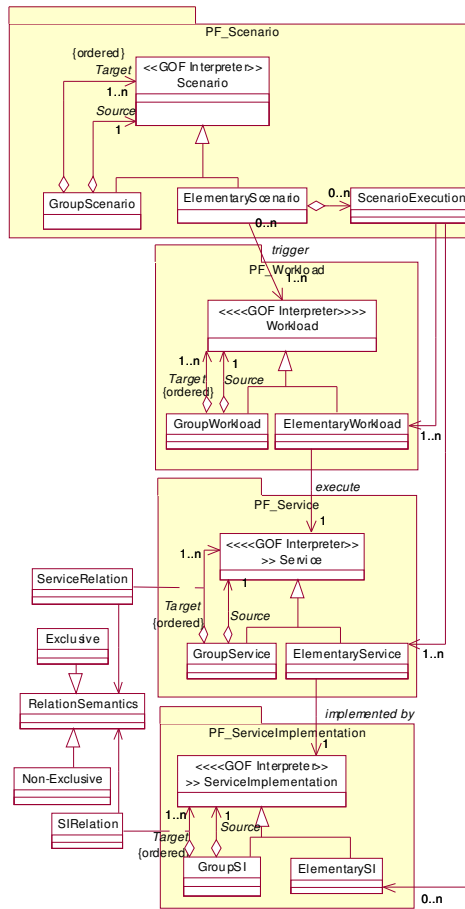 PF_Scenario
{ordered}
Target
1..n
Source
1
<<GOF Interpreter>>
Scenario
GroupScenario
ElementaryScenario
0..n
ScenarioExecution
0..n
trigger
1..n
PF_Workload
<<<<GOF Interpreter>>>>
Workload
1..n
1
Target
{ordered}
Source
GroupWorkload
ElementaryWorkload
1..n
execute
1
PF_Service
<<<<GOF Interpreter>>
>> Service
1..n
1
ServiceRelation
Target
{ordered}
Source
GroupService
ElementaryService
1..n
Exclusive
RelationSemantics
Non-Exclusive
SIRelation
implemented by
1
PF_ServiceImplementation
<<<<GOF Interpreter>>
>> ServiceImplementation
1..n
1
Target
{ordered}
Source
GroupSI
ElementarySI
0..n